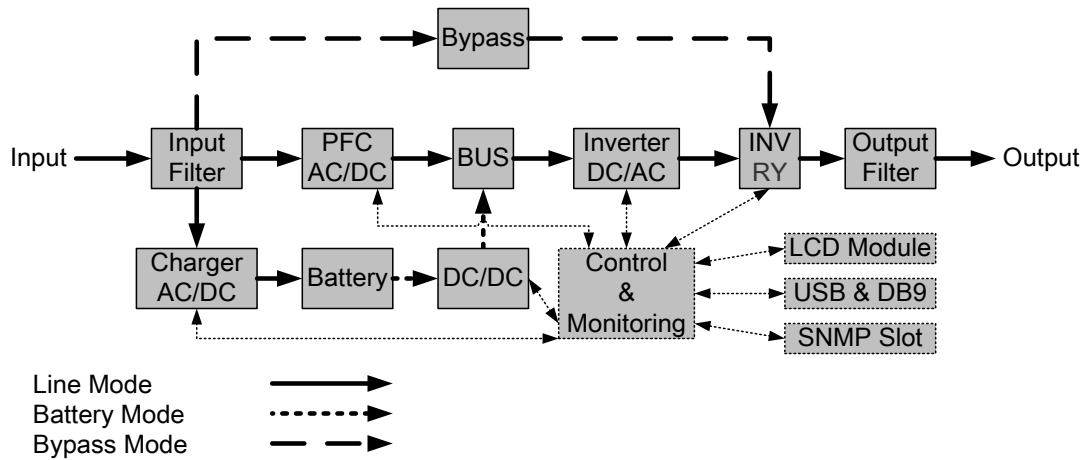 Bypass
Input
Input
Filter
PFC
AC/DC
BUS
Inverter
DC/AC
INV
RY
Output
Filter
Output
Charger
AC/DC
Battery
DC/DC
Control
&
Monitoring
LCD Module
USB & DB9
SNMP Slot
Line Mode
Battery Mode
Bypass Mode